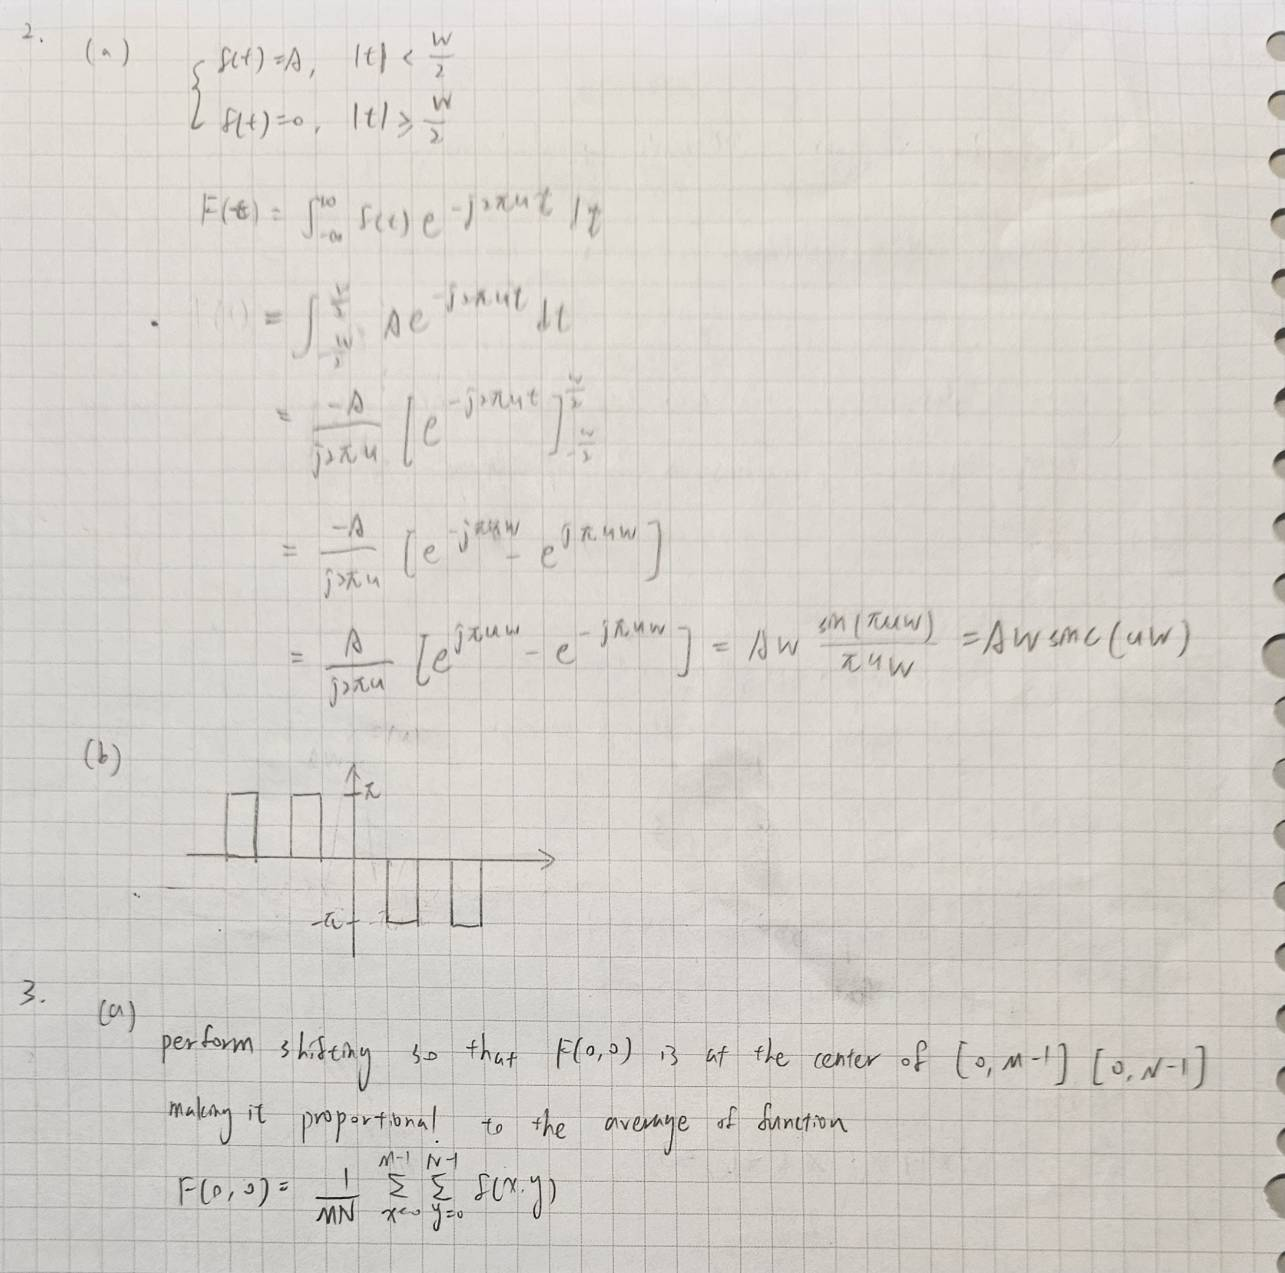 2.
(a) { f(t)=A, |t| < W/2
f(t)=0, |t| ≥ W/2
F(t) = ∫_{-∞}^{+∞} f(t) e^{-j2πut} dt
= ∫_{-W/2}^{W/2} A e^{-j2πut} dt
= -A/(j2πu) [e^{-j2πut}]_{-W/2}^{W/2}
= -A/(j2πu) [e^{-jπuw} - e^{jπuw}]
= A/(j2πu) [e^{jπuw} - e^{-jπuw}] = AW sin(πuw)/(πuw) = AW sinc(uw)
(b)
π
-π
3.
(a)
perform shifting so that F(0,0) is at the center of [0,M-1] [0,N-1]
making it proportional to the average of function
F(0,0) = 1/MN Σ_{x=0}^{M-1} Σ_{y=0}^{N-1} f(x.y)